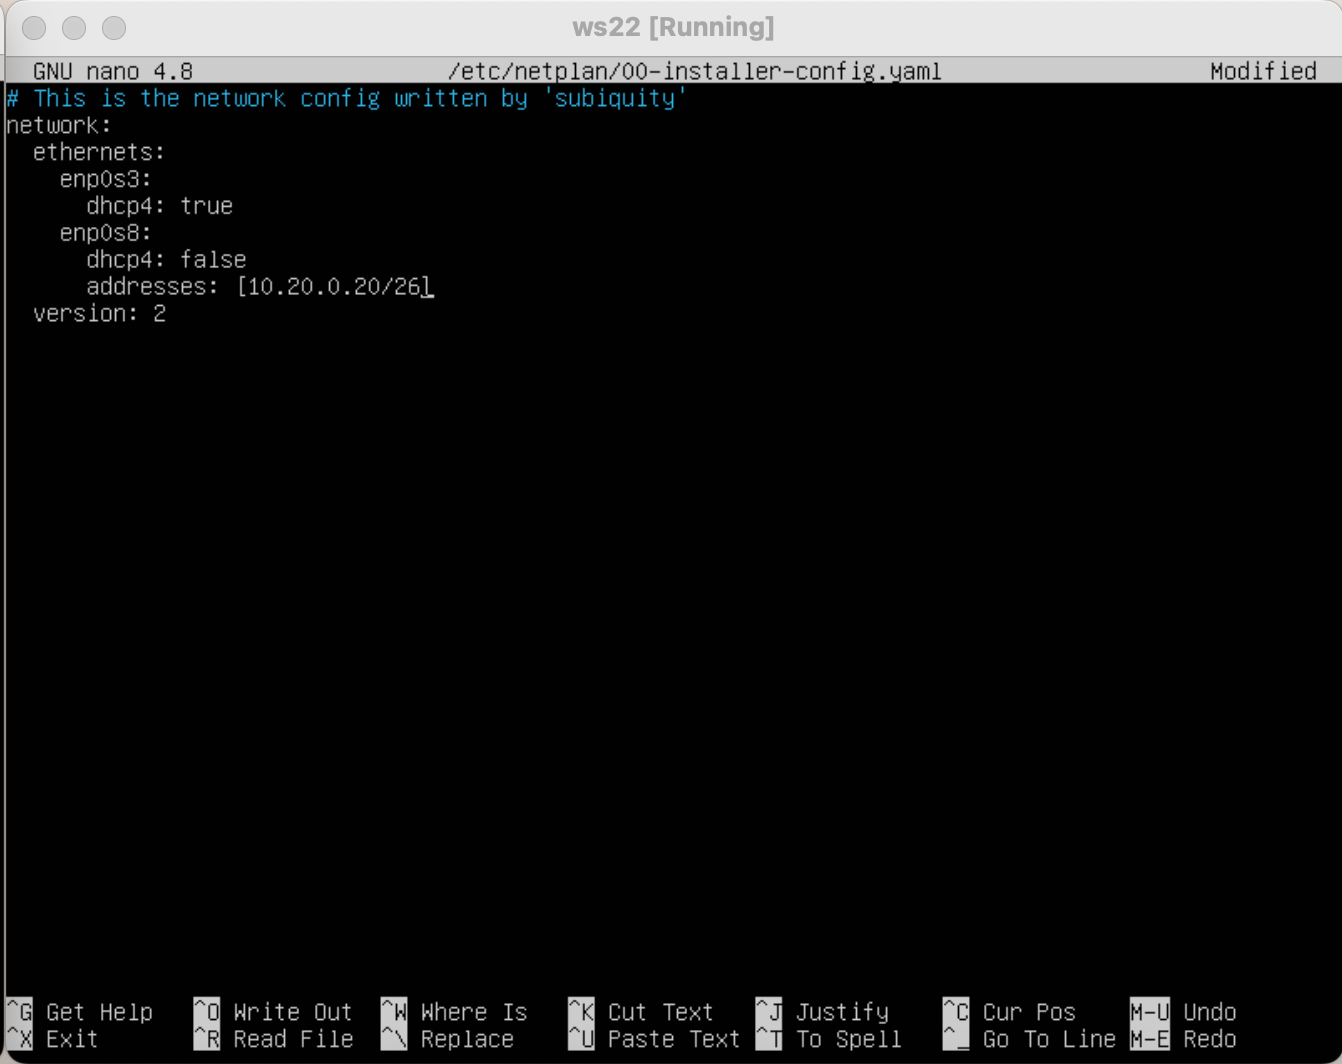 ws22 [Running]
GNU nano 4.8 /etc/netplan/00-installer-config.yaml Modified
# This is the network config written by 'subiquity'
network:
  ethernets:
    enp0s3:
      dhcp4: true
    enp0s8:
      dhcp4: false
      addresses: [10.20.0.20/26]
  version: 2
^G Get Help ^O Write Out ^W Where Is ^K Cut Text ^J Justify ^C Cur Pos M-U Undo
^X Exit ^R Read File ^\ Replace ^U Paste Text ^T To Spell ^_ Go To Line M-E Redo